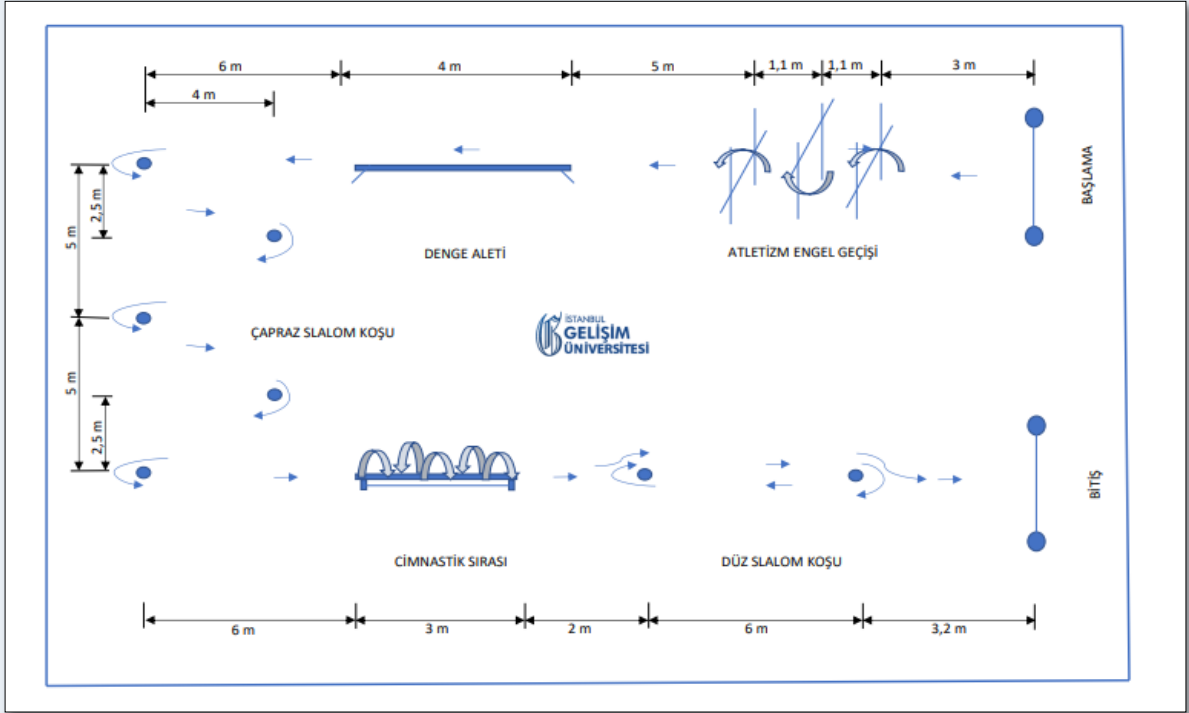 6 m
4 m
5 m
1,1 m
1,1 m
3 m
4 m
2,5 m
5 m
BAŞLAMA
DENGE ALETİ
ATLETİZM ENGEL GEÇİŞİ
ÇAPRAZ SLALOM KOŞU
İSTANBUL
GELİŞİM
ÜNİVERSİTESİ
5 m
2,5 m
BİTİŞ
CİMNASTİK SIRASI
DÜZ SLALOM KOŞU
6 m
3 m
2 m
6 m
3,2 m